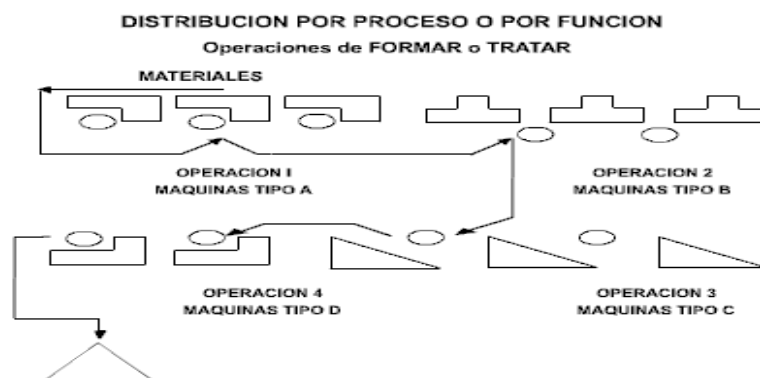 DISTRIBUCION POR PROCESO O POR FUNCION
Operaciones de FORMAR o TRATAR
MATERIALES
OPERACION I
MAQUINAS TIPO A
OPERACION 2
MAQUINAS TIPO B
OPERACION 4
MAQUINAS TIPO D
OPERACION 3
MAQUINAS TIPO C